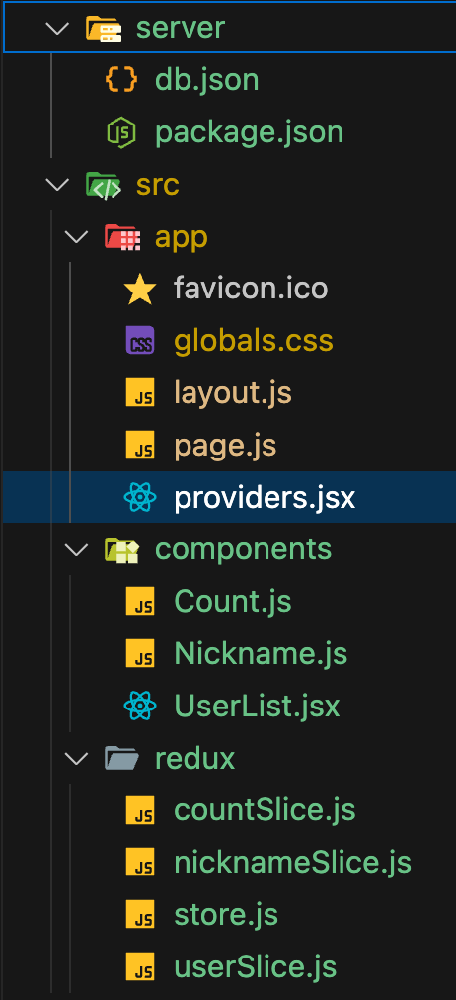 server
db.json
package.json
src
app
favicon.ico
globals.css
layout.js
page.js
providers.jsx
components
Count.js
Nickname.js
UserList.jsx
redux
countSlice.js
nicknameSlice.js
store.js
userSlice.js